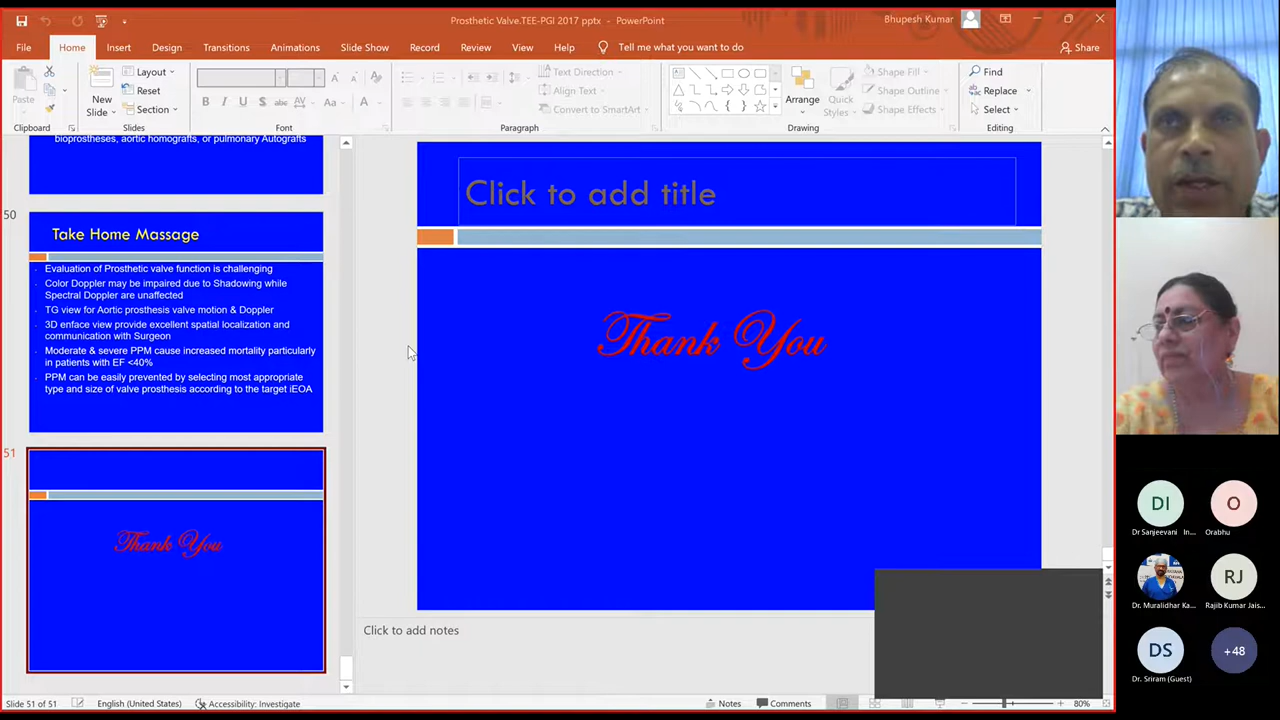 Prosthetic Valve.TEE-PGI 2017 pptx - PowerPoint
Bhupesh Kumar
File Home Insert Design Transitions Animations Slide Show Record Review View Help Tell me what you want to do Share
Paste
Clipboard
New
Slide
Layout
Reset
Section
Slides
B I U S abc AV Aa A
Font
Text Direction
Align Text
Convert to SmartArt
Paragraph
Arrange
Quick
Styles
Shape Fill
Shape Outline
Shape Effects
Drawing
Find
Replace
Select
Editing
bioprostheses, aortic homografts, or pulmonary Autografts
50
Take Home Massage
Evaluation of Prosthetic valve function is challenging
Color Doppler may be impaired due to Shadowing while
Spectral Doppler are unaffected
TG view for Aortic prosthesis valve motion & Doppler
3D enface view provide excellent spatial localization and
communication with Surgeon
Moderate & severe PPM cause increased mortality particularly
in patients with EF <40%
PPM can be easily prevented by selecting most appropriate
type and size of valve prosthesis according to the target iEOA
51
Thank You
Click to add title
Thank You
Click to add notes
Slide 51 of 51 English (United States) Accessibility: Investigate Notes Comments 80%
DI
Dr Sanjeevani In...
O
Orabhu
Dr. Muralidhar Ka...
RJ
Rajib Kumar Jais...
DS
Dr. Sriram (Guest)
+48